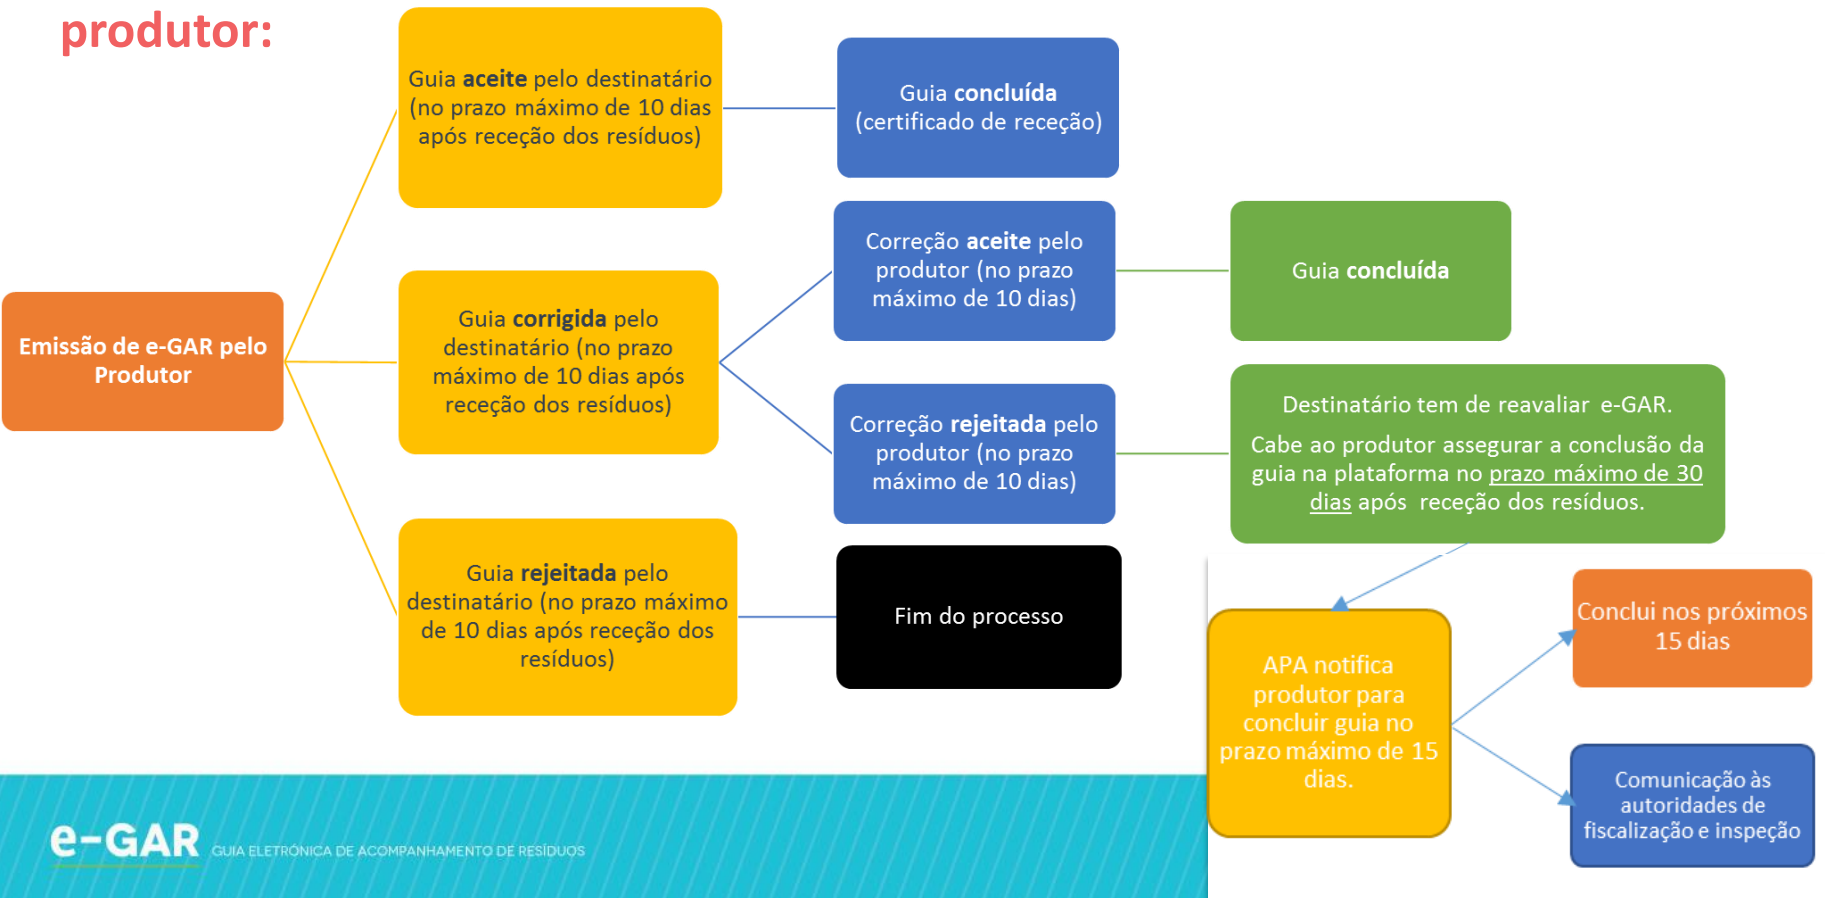 produtor:
Emissão de e-GAR pelo
Produtor
Guia aceite pelo destinatário
(no prazo máximo de 10 dias
após receção dos resíduos)
Guia concluída
(certificado de receção)
Guia corrigida pelo
destinatário (no prazo
máximo de 10 dias após
receção dos resíduos)
Correção aceite pelo
produtor (no prazo
máximo de 10 dias)
Guia concluída
Correção rejeitada pelo
produtor (no prazo
máximo de 10 dias)
Destinatário tem de reavaliar e-GAR.
Cabe ao produtor assegurar a conclusão da
guia na plataforma no prazo máximo de 30
dias após receção dos resíduos.
Guia rejeitada pelo
destinatário (no prazo máximo
de 10 dias após receção dos
resíduos)
Fim do processo
APA notifica
produtor para
concluir guia no
prazo máximo de 15
dias.
Conclui nos próximos
15 dias
Comunicação às
autoridades de
fiscalização e inspeção
e-GAR GUIA ELETRÓNICA DE ACOMPANHAMENTO DE RESÍDUOS